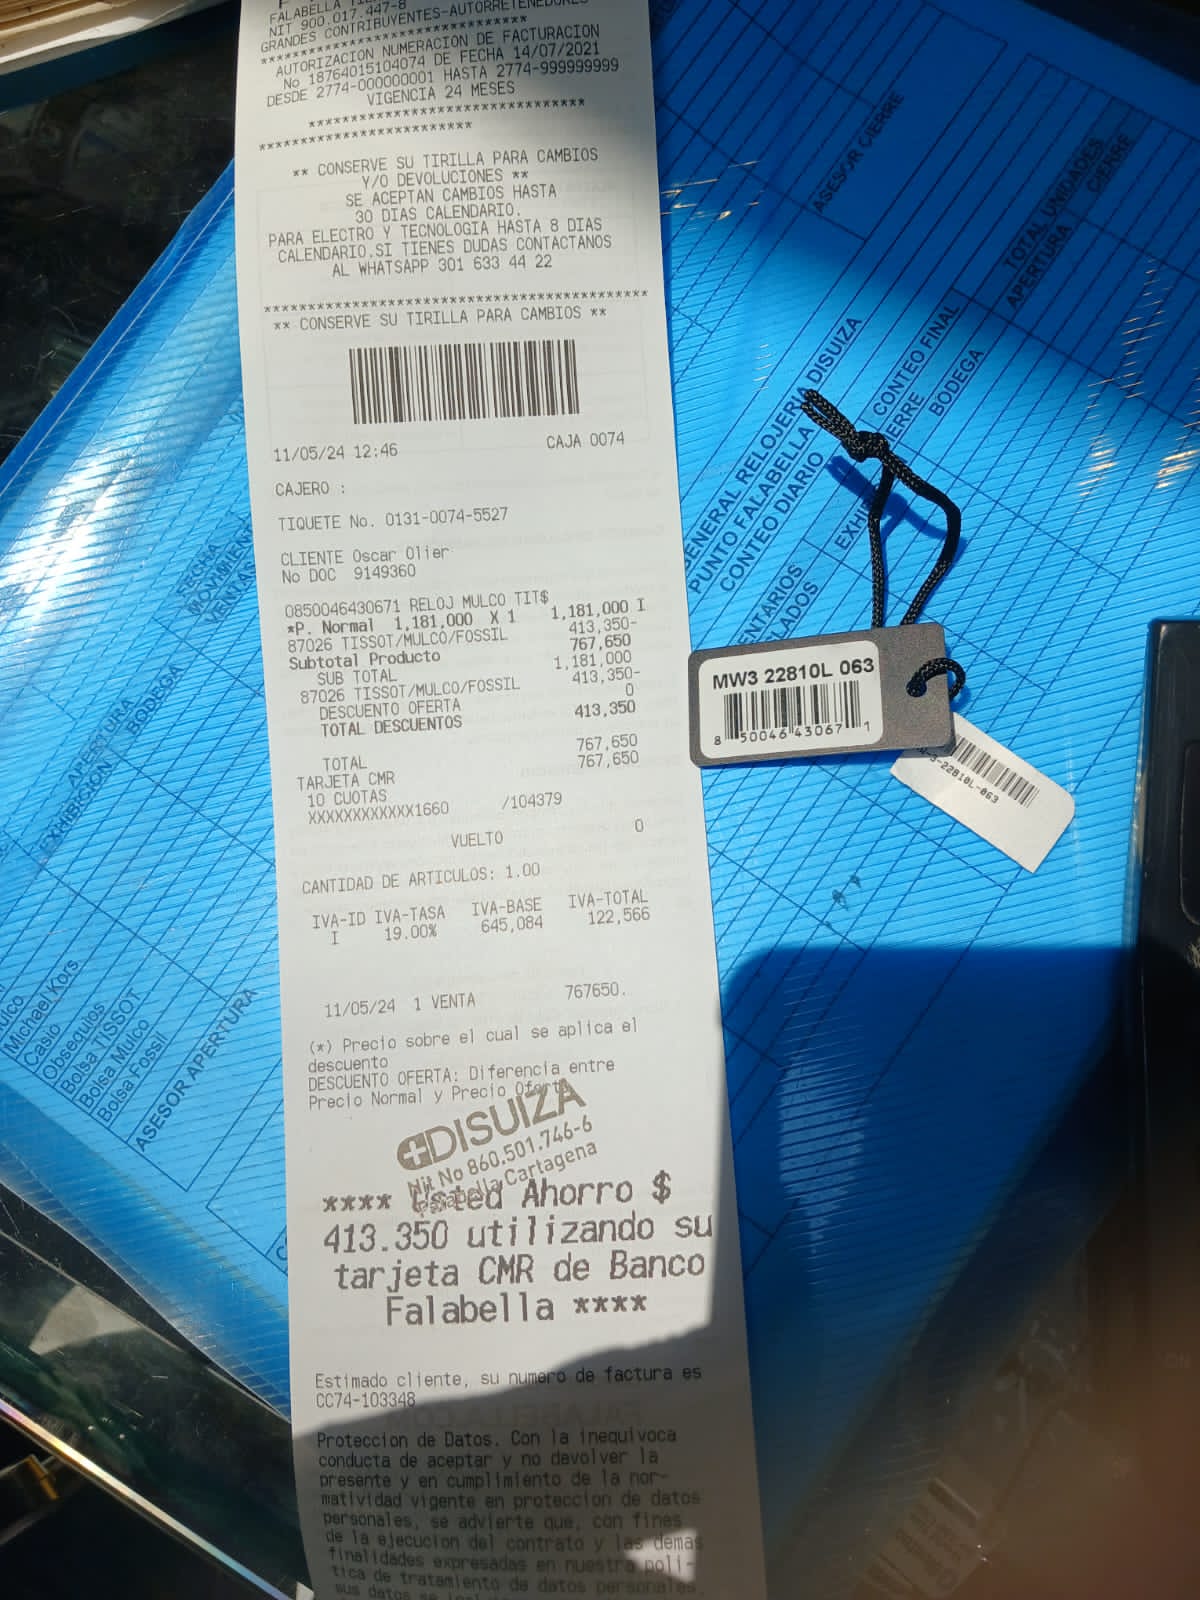 FALABELLA
NIT 900.017.447-8
GRANDES CONTRIBUYENTES-AUTORRETENEDORES
*******************************
AUTORIZACION NUMERACION DE FACTURACION
No 18764015104074 DE FECHA 14/07/2021
DESDE 2774-000000001 HASTA 2774-999999999
VIGENCIA 24 MESES
*******************************
************************
** CONSERVE SU TIRILLA PARA CAMBIOS
Y/O DEVOLUCIONES **
SE ACEPTAN CAMBIOS HASTA
30 DIAS CALENDARIO.
PARA ELECTRO Y TECNOLOGIA HASTA 8 DIAS
CALENDARIO.SI TIENES DUDAS CONTACTANOS
AL WHATSAPP 301 633 44 22
*******************************************
** CONSERVE SU TIRILLA PARA CAMBIOS **
11/05/24 12:46 CAJA 0074
CAJERO :
TIQUETE No. 0131-0074-5527
CLIENTE Oscar Olier
No DOC 9149360
0850046430671 RELOJ MULCO TIT$
*P. Normal 1,181,000 X 1 1,181,000 I
87026 TISSOT/MULCO/FOSSIL 413,350-
Subtotal Producto 767,650
SUB TOTAL 1,181,000
87026 TISSOT/MULCO/FOSSIL 413,350-
DESCUENTO OFERTA 0
TOTAL DESCUENTOS 413,350
TOTAL 767,650
TARJETA CMR 767,650
10 CUOTAS
XXXXXXXXXXXX1660 /104379
VUELTO 0
CANTIDAD DE ARTICULOS: 1.00
IVA-ID IVA-TASA IVA-BASE IVA-TOTAL
I 19.00% 645,084 122,566
11/05/24 1 VENTA 767650.
(*) Precio sobre el cual se aplica el
descuento
DESCUENTO OFERTA: Diferencia entre
Precio Normal y Precio Oferta
DISUIZA
Nit No 860.501.746-6
Falabella Cartagena
**** Usted Ahorro $
413.350 utilizando su
tarjeta CMR de Banco
Falabella ****
Estimado cliente, su numero de factura es
CC74-103348
Proteccion de Datos. Con la inequivoca
conducta de aceptar y no devolver la
presente y en cumplimiento de la nor-
matividad vigente en proteccion de datos
personales, se advierte que, con fines
de la ejecucion del contrato y las demas
finalidades expresadas en nuestra poli-
tica de tratamiento de datos personales,
sus datos se
MW3 22810L 063
8 50046 43067 1
3-22810L-063
ASESOR CIERRE
TOTAL UNIDADES
APERTURA CIERRE
GENERAL RELOJERIA DISUIZA
PUNTO FALABELLA
CONTEO DIARIO
CONTEO FINAL
BODEGA
FECHA
APERTURA
EXHIBICION BODEGA
Michael Kors
Casio
Obsequios
Bolsa TISSOT
Bolsa Mulco
Bolsa Fossil
ASESOR APERTURA